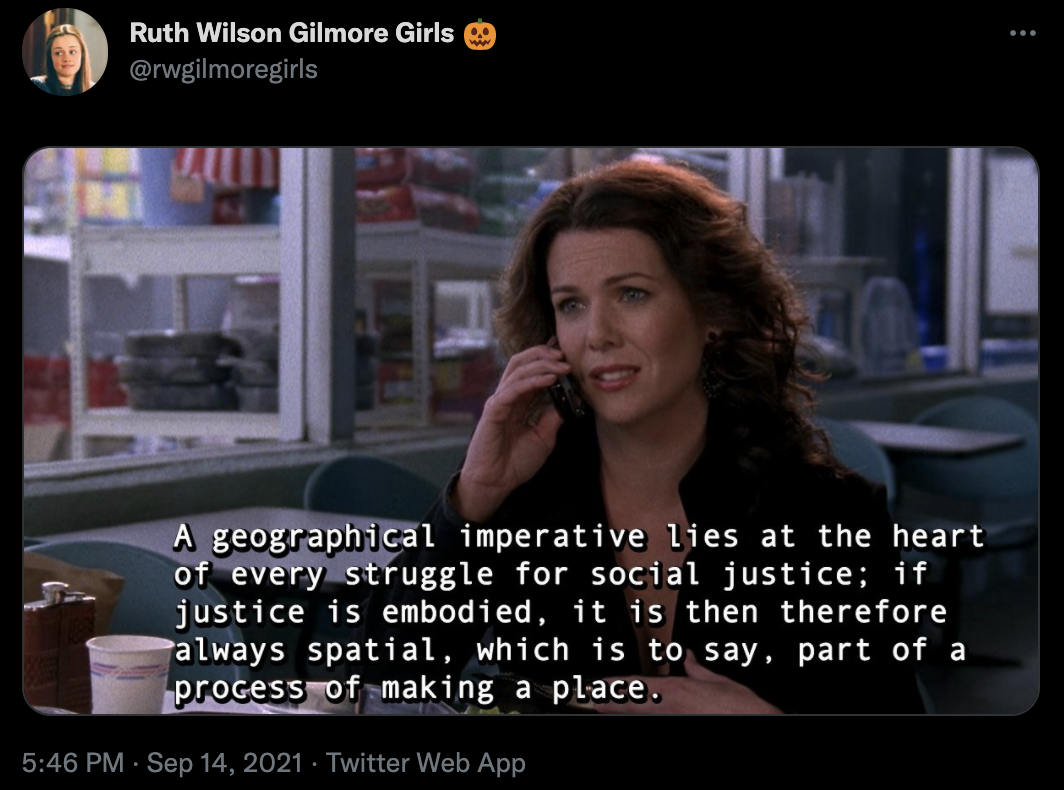 Ruth Wilson Gilmore Girls 🎃
@rwgilmoregirls
A geographical imperative lies at the heart
of every struggle for social justice; if
justice is embodied, it is then therefore
always spatial, which is to say, part of a
process of making a place.
5:46 PM · Sep 14, 2021 · Twitter Web App